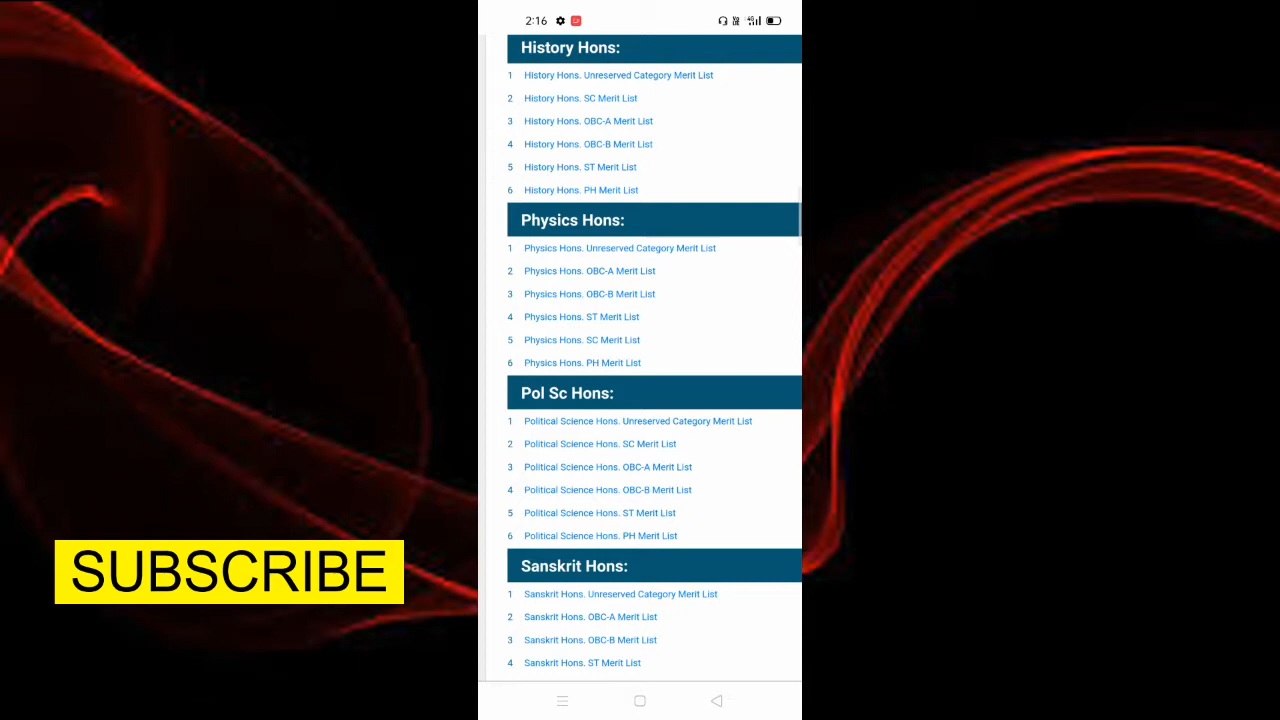 2:16
History Hons:
1 History Hons. Unreserved Category Merit List
2 History Hons. SC Merit List
3 History Hons. OBC-A Merit List
4 History Hons. OBC-B Merit List
5 History Hons. ST Merit List
6 History Hons. PH Merit List
Physics Hons:
1 Physics Hons. Unreserved Category Merit List
2 Physics Hons. OBC-A Merit List
3 Physics Hons. OBC-B Merit List
4 Physics Hons. ST Merit List
5 Physics Hons. SC Merit List
6 Physics Hons. PH Merit List
Pol Sc Hons:
1 Political Science Hons. Unreserved Category Merit List
2 Political Science Hons. SC Merit List
3 Political Science Hons. OBC-A Merit List
4 Political Science Hons. OBC-B Merit List
5 Political Science Hons. ST Merit List
6 Political Science Hons. PH Merit List
Sanskrit Hons:
1 Sanskrit Hons. Unreserved Category Merit List
2 Sanskrit Hons. OBC-A Merit List
3 Sanskrit Hons. OBC-B Merit List
4 Sanskrit Hons. ST Merit List
SUBSCRIBE